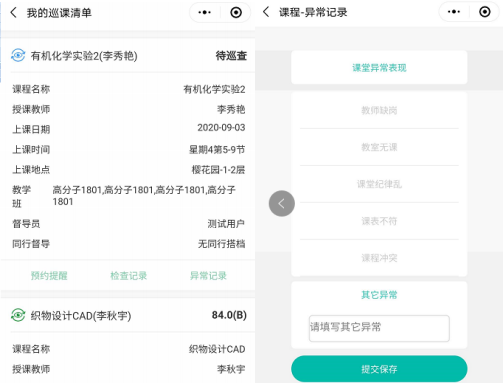 我的巡课清单
有机化学实验2(李秀艳)
待巡查
课程名称
有机化学实验2
授课教师
李秀艳
上课日期
2020-09-03
上课时间
星期4第5-9节
上课地点
樱花园-1-2层
教学班
高分子1801,高分子1801,高分子1801,高分子
1801
督导员
测试用户
同行督导
无同行搭档
预约提醒
检查记录
异常记录
织物设计CAD(李秋宇)
84.0(B)
课程名称
织物设计CAD
授课教师
李秋宇
课程-异常记录
课堂异常表现
教师缺岗
教室无课
课堂纪律乱
课表不符
课程冲突
其它异常
请填写其它异常
提交保存